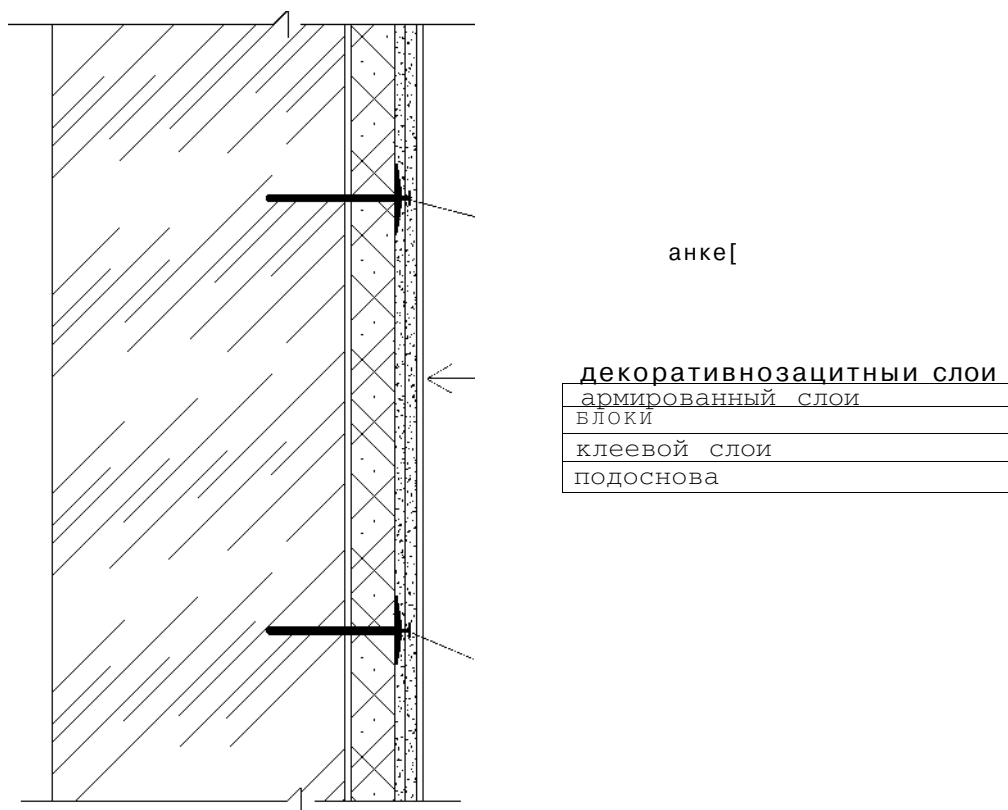 анке[
декоративнозацитныи слои
армированный слои
БЛОКИ
клеевой слои
подоснова